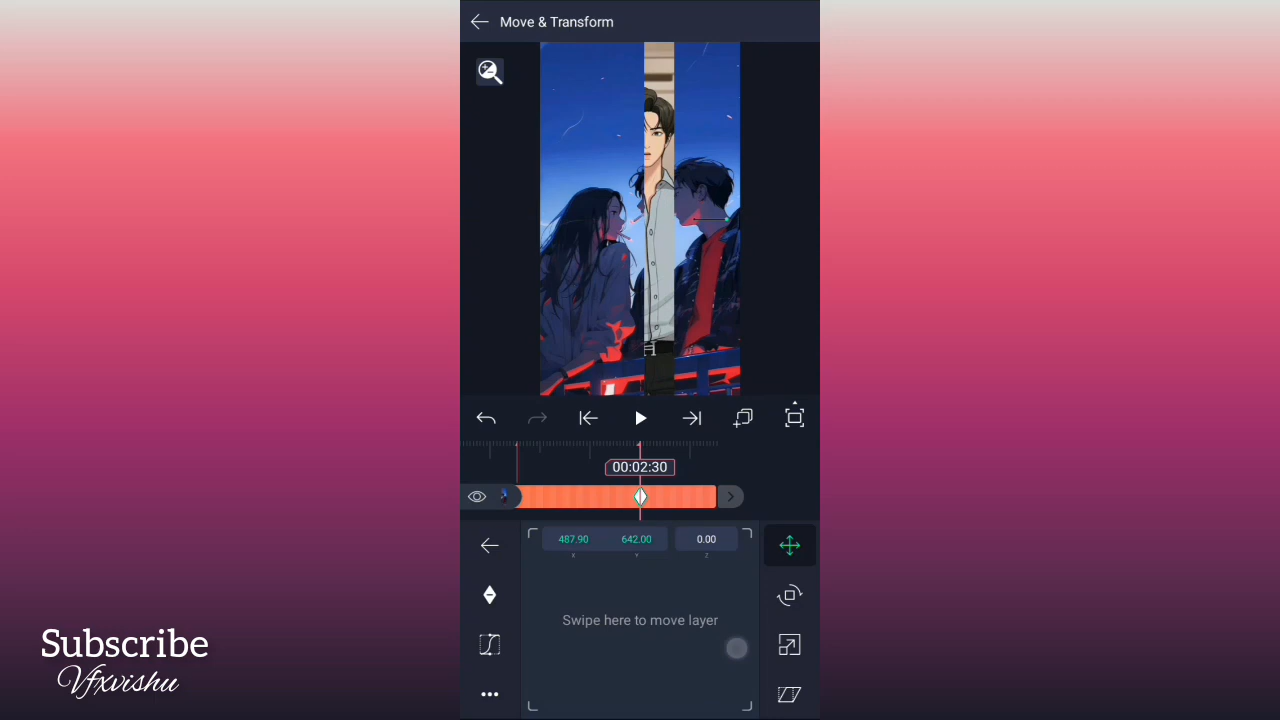 Move & Transform
00:02:30
487.90 642.00 0.00
X Y Z
Swipe here to move layer
Subscribe
Vfxvishu